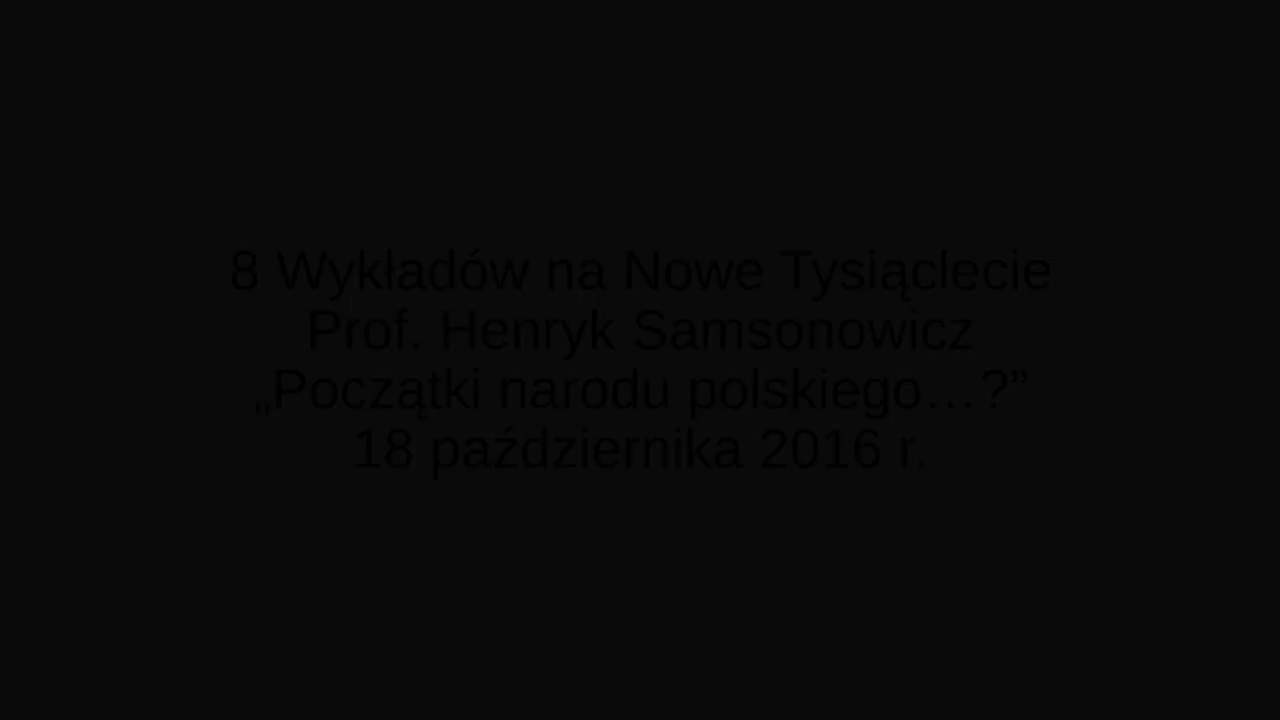 8 Wykładów na Nowe Tysiąclecie
Prof. Henryk Samsonowicz
„Początki narodu polskiego…?”
18 października 2016 r.